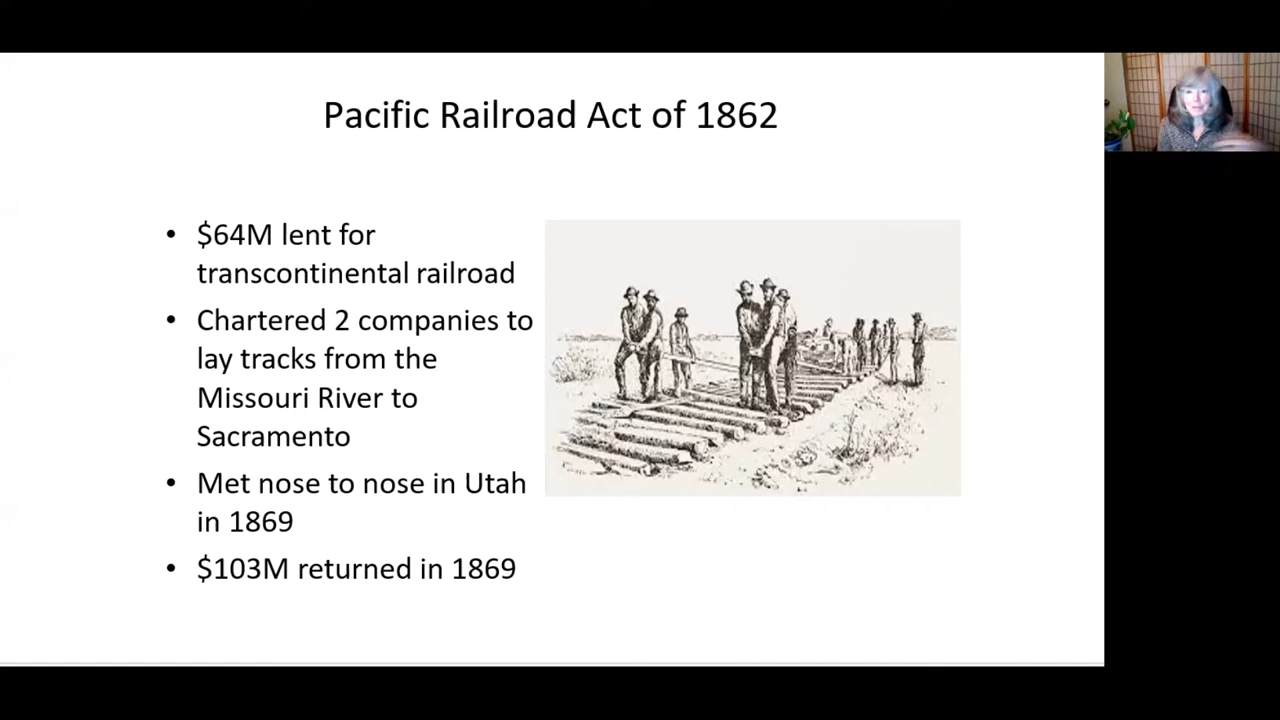 Pacific Railroad Act of 1862
• $64M lent for
transcontinental railroad
• Chartered 2 companies to
lay tracks from the
Missouri River to
Sacramento
• Met nose to nose in Utah
in 1869
• $103M returned in 1869